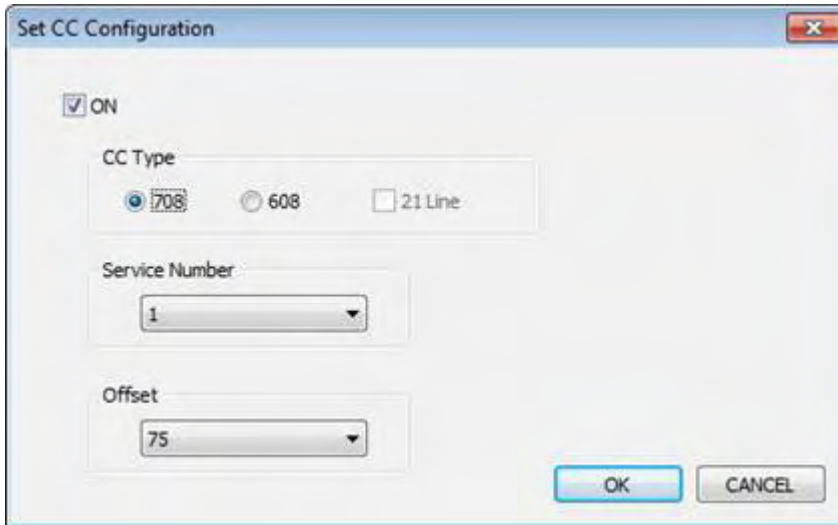 Set CC Configuration
ON
CC Type
708 608 21 Line
Service Number
1
Offset
75
OK CANCEL